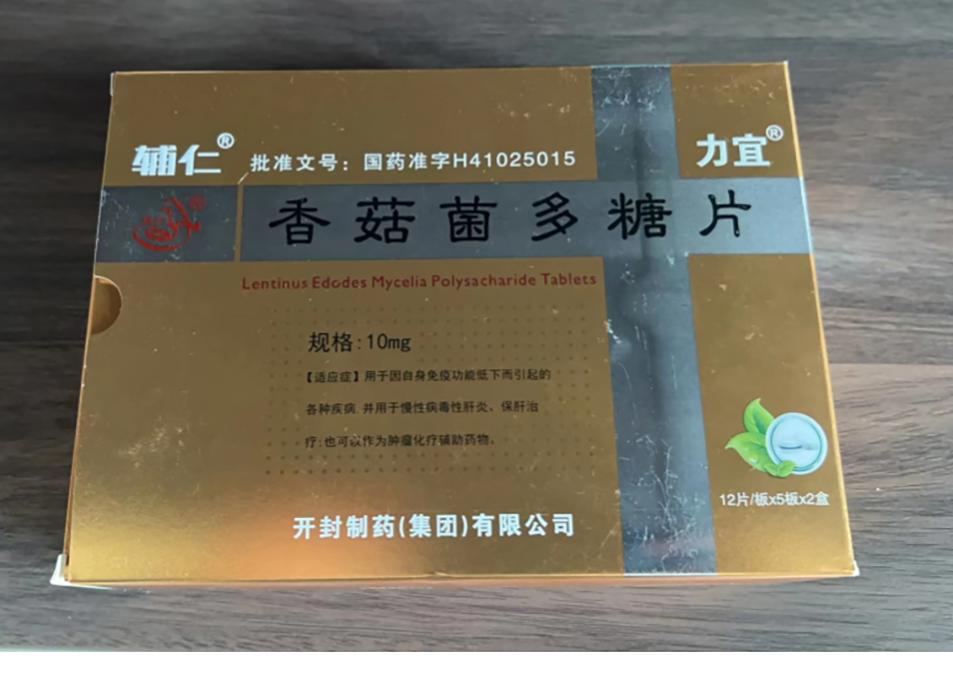 辅仁® 批准文号：国药准字H41025015 力宜®
香菇菌多糖片
Lentinus Edodes Mycelia Polysacharide Tablets
规格:10mg
【适应症】用于因自身免疫功能低下而引起的
各种疾病.并用于慢性病毒性肝炎、保肝治
疗;也可以作为肿瘤化疗辅助药物。
12片/板x5板x2盒
开封制药(集团)有限公司